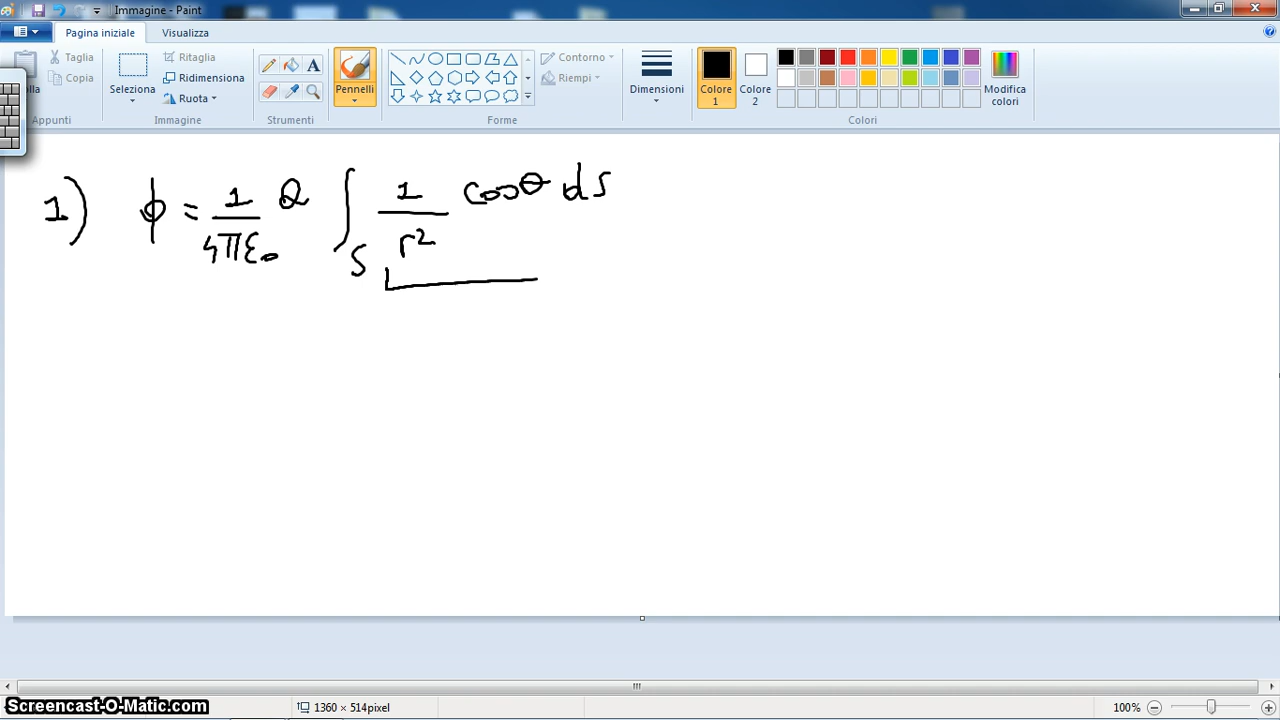 Immagine - Paint
Pagina iniziale Visualizza
Taglia
Copia
Appunti
Seleziona
Ritaglia
Ridimensiona
Ruota
Immagine
A
Strumenti
Pennelli
Contorno
Riempi
Forme
Dimensioni
Colore 1
Colore 2
Modifica colori
Colori
1) ϕ = 1/4πε₀ Q ∫S 1/r² cosθ dS
Screencast-O-Matic.com
1360 × 514pixel
100%